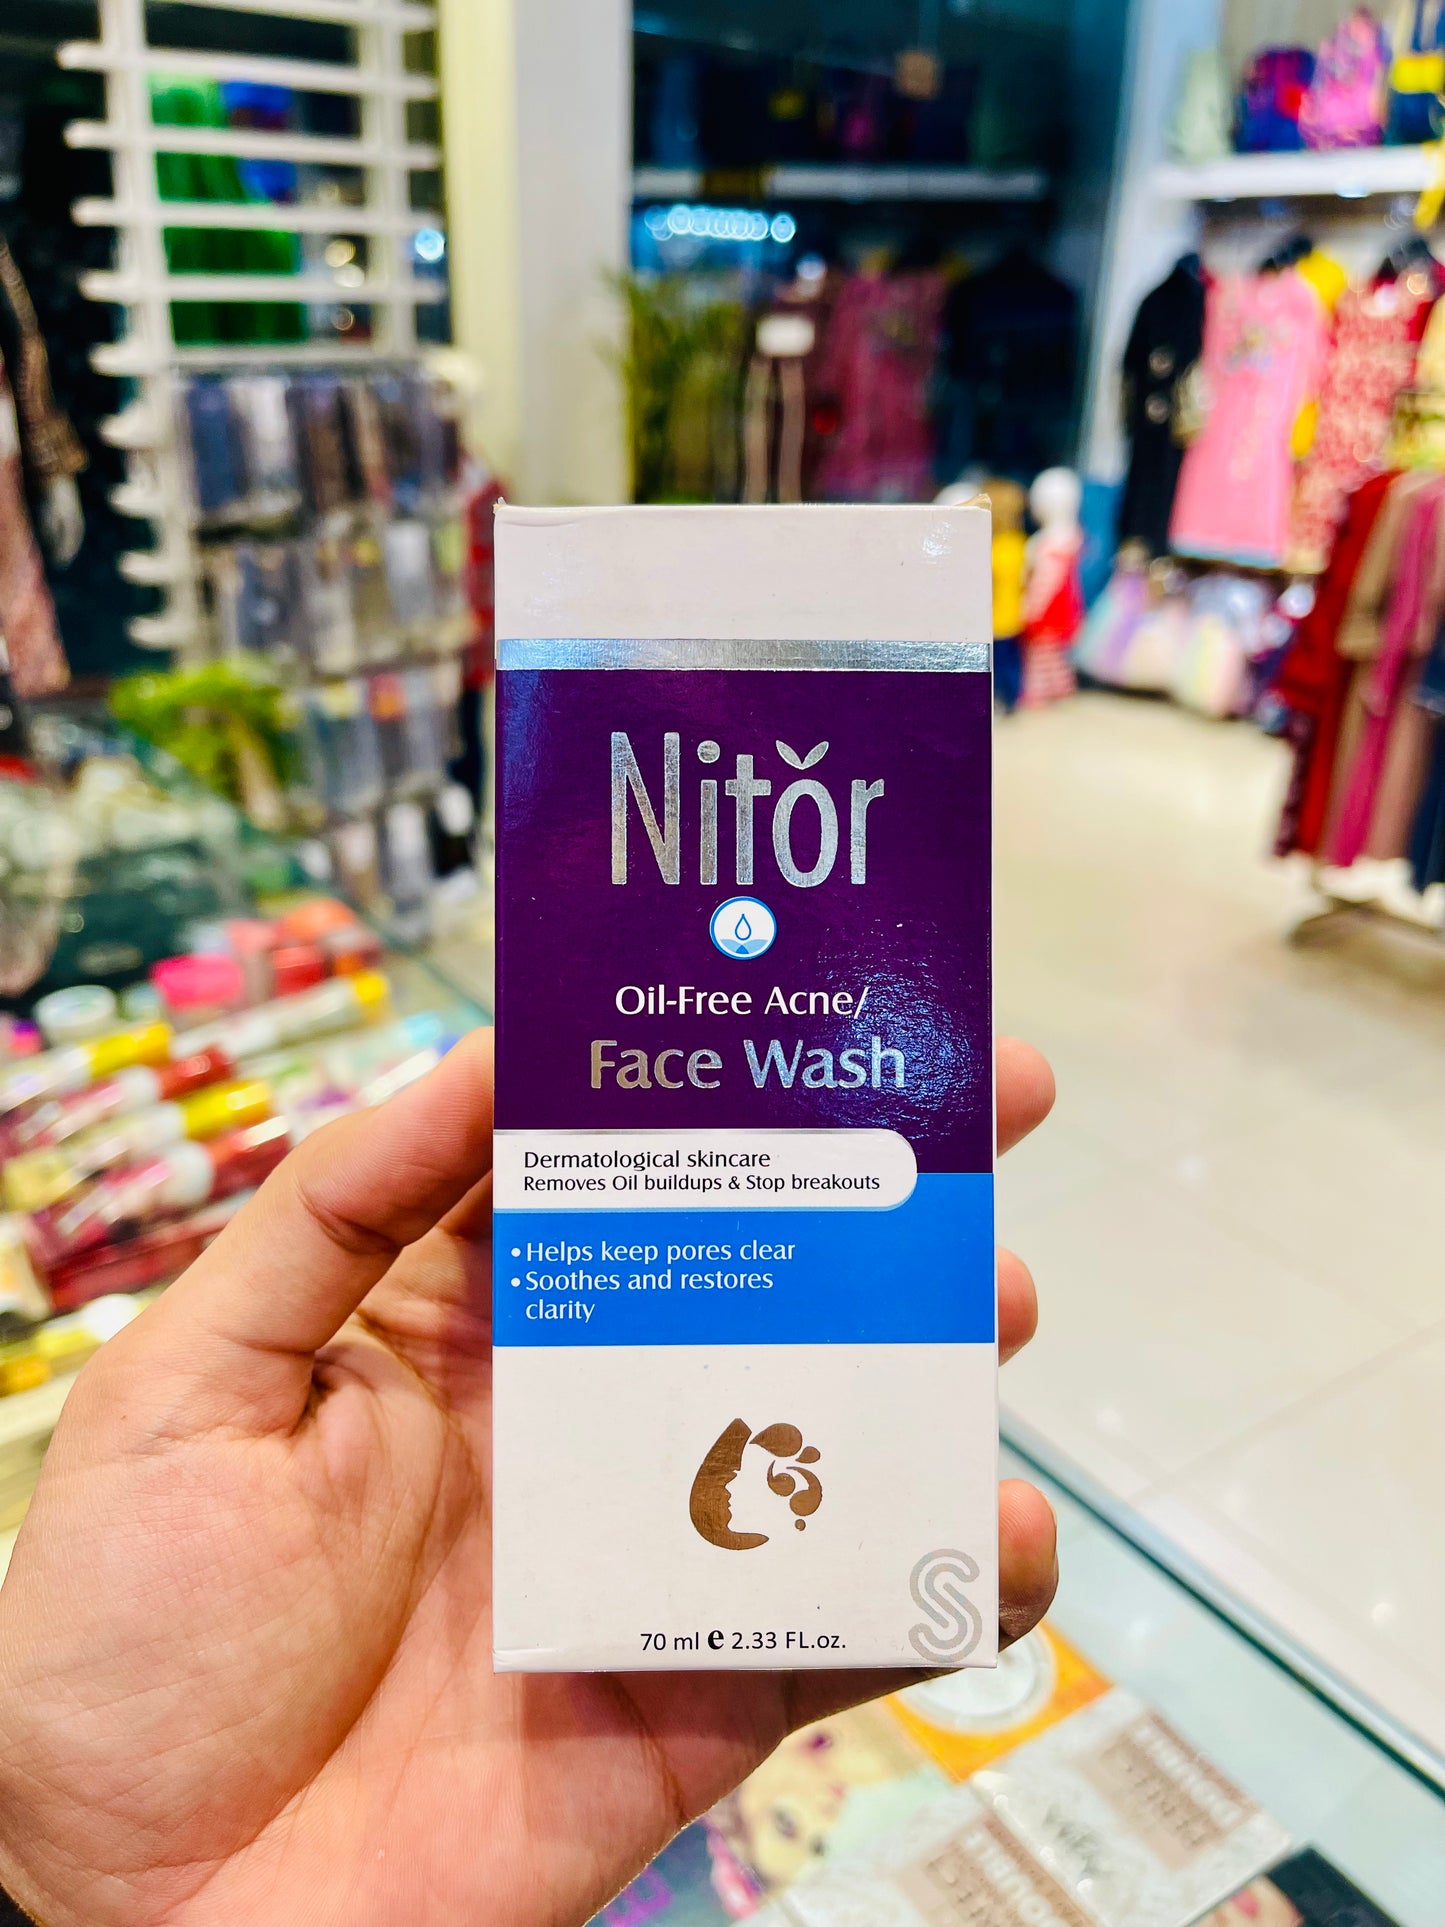 Nitŏr
Oil-Free Acne/
Face Wash
Dermatological skincare
Removes Oil buildups & Stop breakouts
•Helps keep pores clear
•Soothes and restores
clarity
70 ml e 2.33 FL.oz.
S
DOUBLE